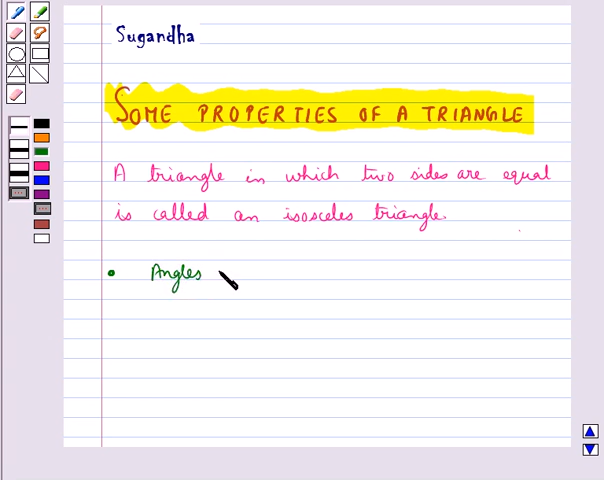 Sugandha
SOME PROPERTIES OF A TRIANGLE
A triangle in which two sides are equal
is called an isosceles triangle.
• Angles